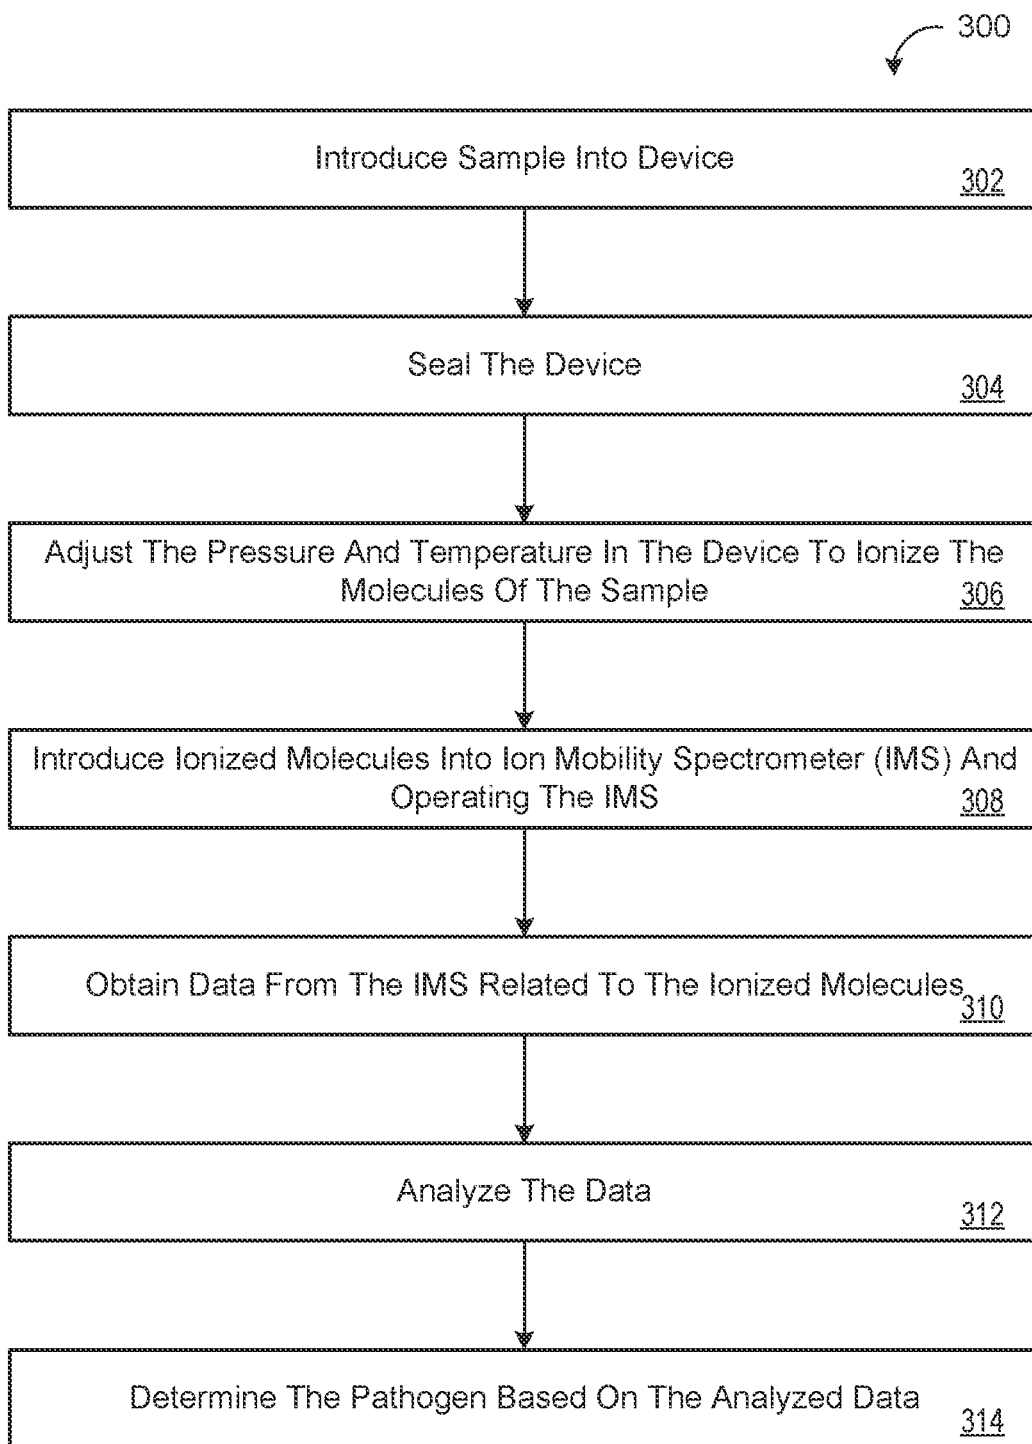 300
Introduce Sample Into Device
302
Seal The Device
304
Adjust The Pressure And Temperature In The Device To Ionize The
Molecules Of The Sample
306
Introduce Ionized Molecules Into Ion Mobility Spectrometer (IMS) And
Operating The IMS
308
Obtain Data From The IMS Related To The Ionized Molecules
310
Analyze The Data
312
Determine The Pathogen Based On The Analyzed Data
314